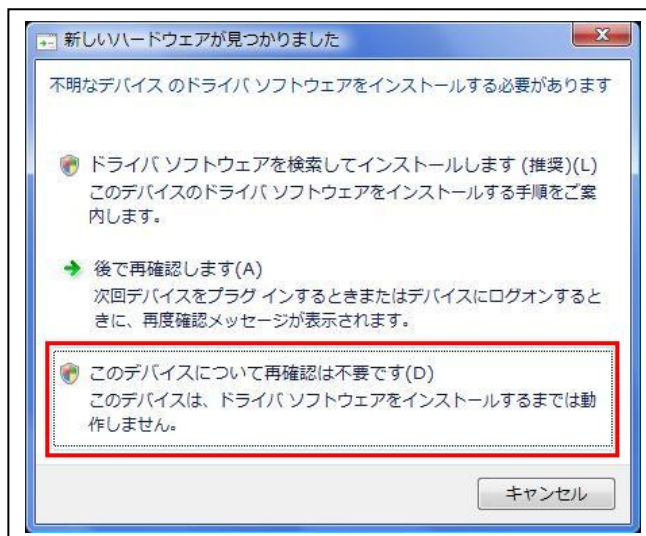 新しいハードウェアが見つかりました
不明なデバイス のドライバ ソフトウェアをインストールする必要があります
ドライバ ソフトウェアを検索してインストールします (推奨)(L)
このデバイスのドライバ ソフトウェアをインストールする手順をご案
内します。
後で再確認します(A)
次回デバイスをプラグ インするときまたはデバイスにログオンすると
きに、再度確認メッセージが表示されます。
このデバイスについて再確認は不要です(D)
このデバイスは、ドライバ ソフトウェアをインストールするまでは動
作しません。
キャンセル